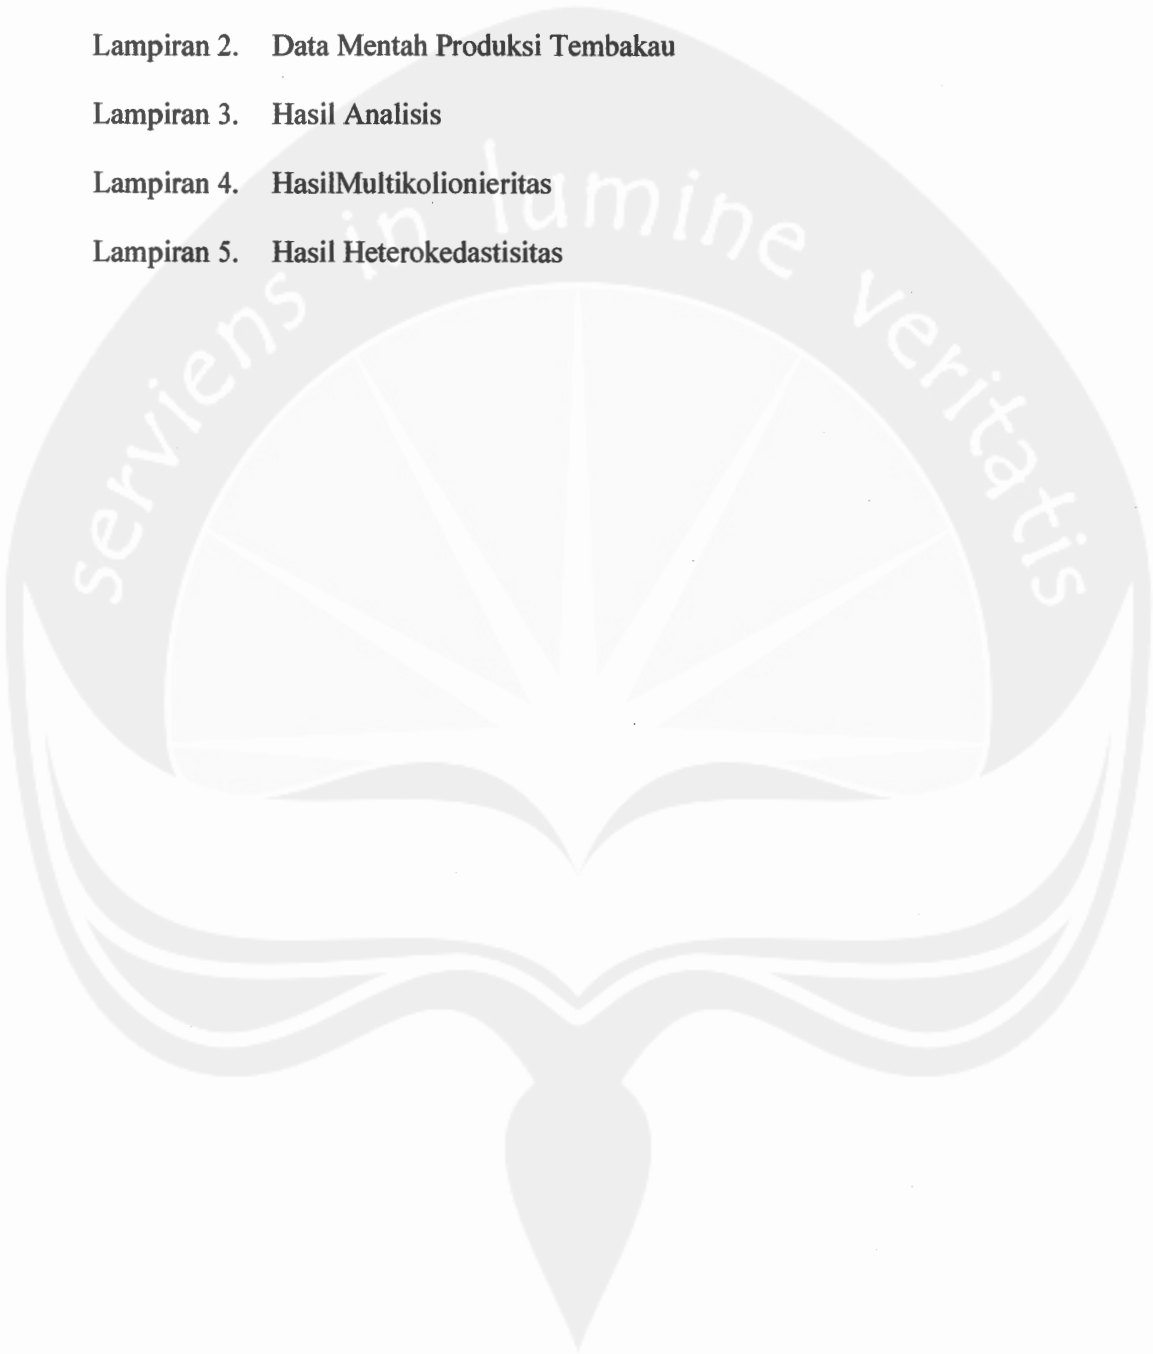 Lampiran 2. Data Mentah Produksi Tembakau
Lampiran 3. Hasil Analisis
Lampiran 4. HasilMultikolionieritas
Lampiran 5. Hasil Heterokedastisitas
serviens in lumine veritatis